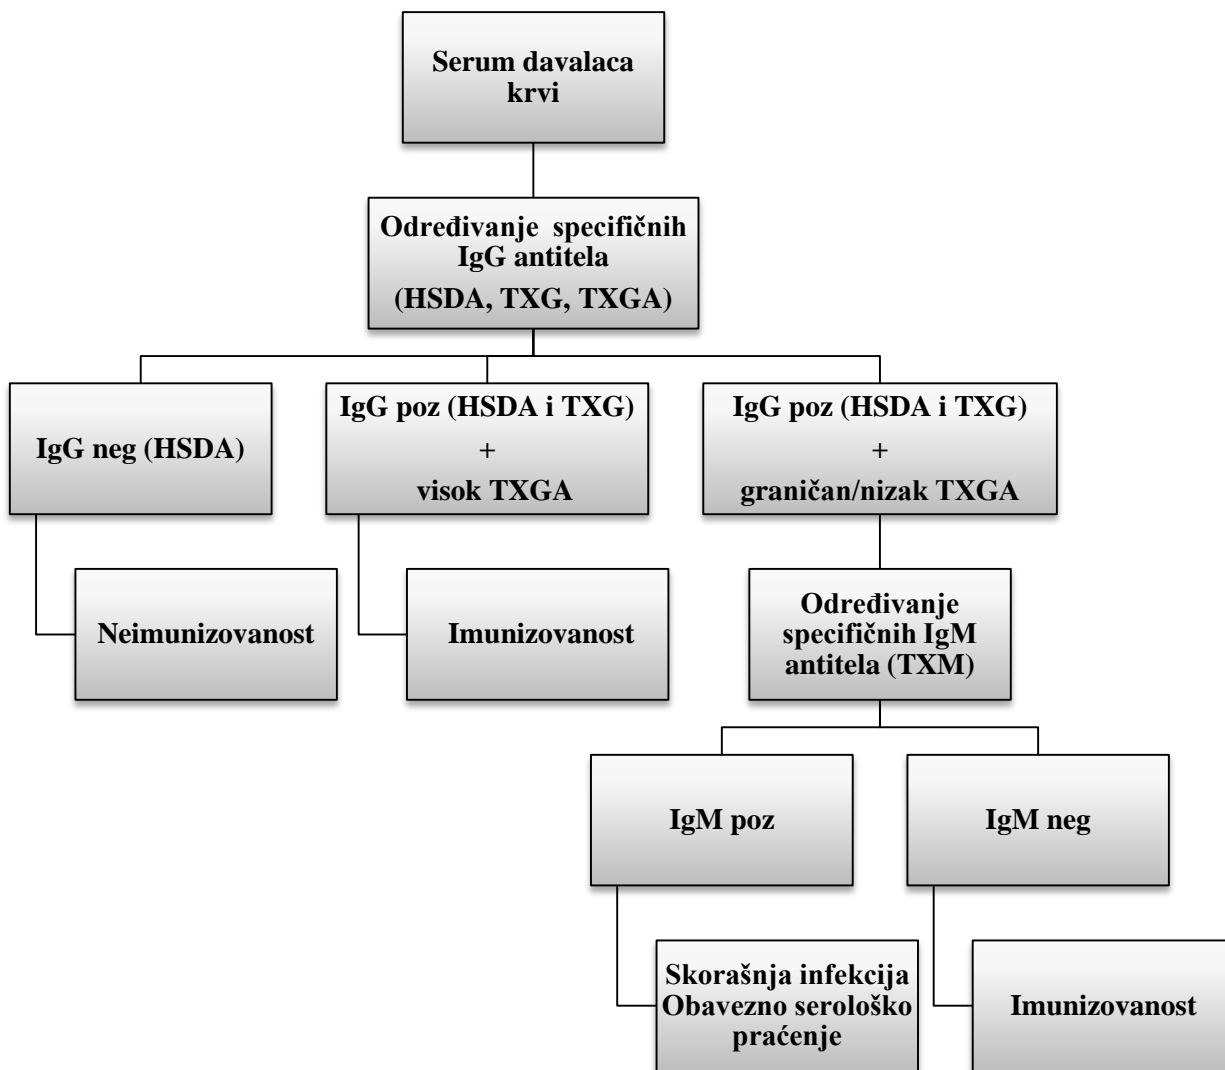 Serum davalaca
krvi
Određivanje specifičnih
IgG antitela
(HSDA, TXG, TXGA)
IgG neg (HSDA)
IgG poz (HSDA i TXG)
+
visok TXGA
IgG poz (HSDA i TXG)
+
graničan/nizak TXGA
Neimunizovanost
Imunizovanost
Određivanje
specifičnih IgM
antitela (TXM)
IgM poz
IgM neg
Skorašnja infekcija
Obavezno serološko
praćenje
Imunizovanost